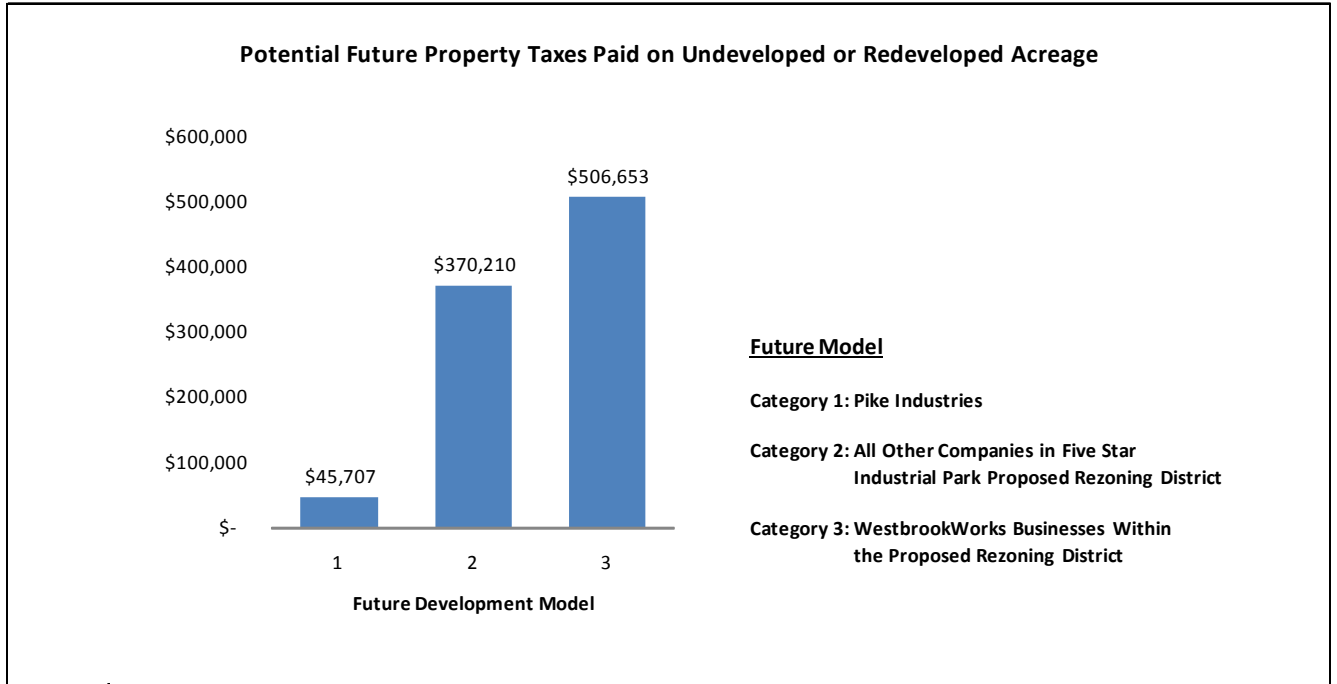 Potential Future Property Taxes Paid on Undeveloped or Redeveloped Acreage
$600,000
$500,000
$400,000
$300,000
$200,000
$100,000
$-
$45,707
$370,210
$506,653
1
2
3
Future Development Model
Future Model
Category 1: Pike Industries
Category 2: All Other Companies in Five Star
Industrial Park Proposed Rezoning District
Category 3: WestbrookWorks Businesses Within
the Proposed Rezoning District